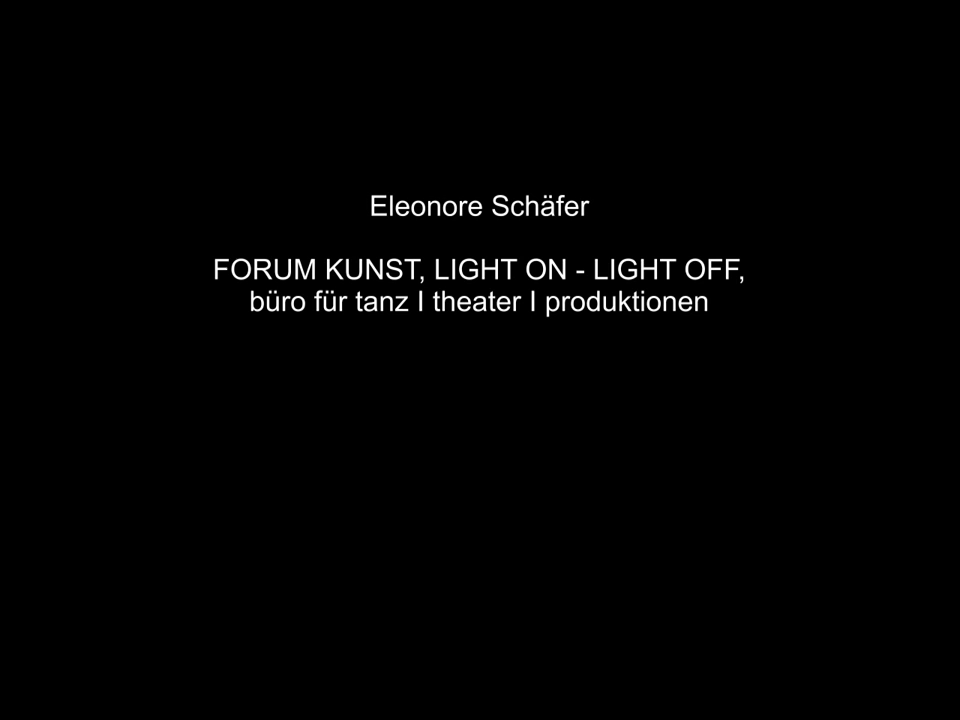 Eleonore Schäfer
FORUM KUNST, LIGHT ON - LIGHT OFF,
büro für tanz I theater I produktionen